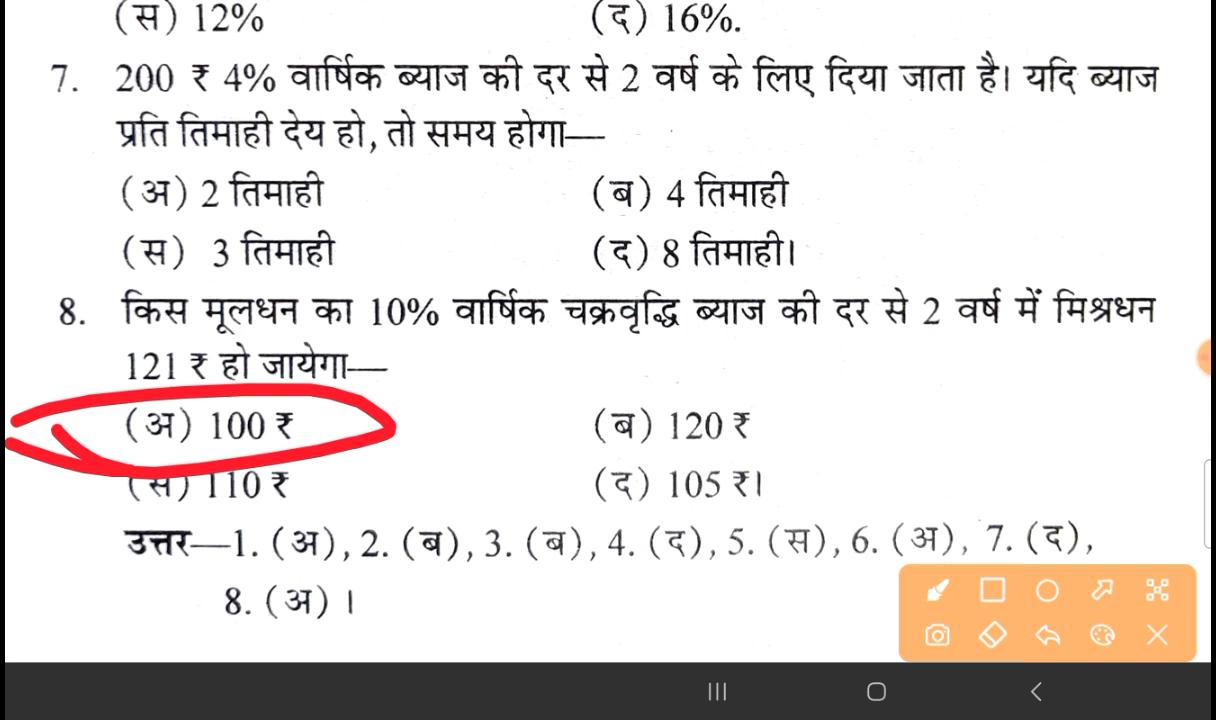 (स) 12% (द) 16%.
7. 200 ₹ 4% वार्षिक ब्याज की दर से 2 वर्ष के लिए दिया जाता है। यदि ब्याज
प्रति तिमाही देय हो, तो समय होगा—
(अ) 2 तिमाही (ब) 4 तिमाही
(स) 3 तिमाही (द) 8 तिमाही।
8. किस मूलधन का 10% वार्षिक चक्रवृद्धि ब्याज की दर से 2 वर्ष में मिश्रधन
121 ₹ हो जायेगा—
(अ) 100 ₹ (ब) 120 ₹
(स) 110 ₹ (द) 105 ₹।
उत्तर—1. (अ), 2. (ब), 3. (ब), 4. (द), 5. (स), 6. (अ), 7. (द),
8. (अ) ।